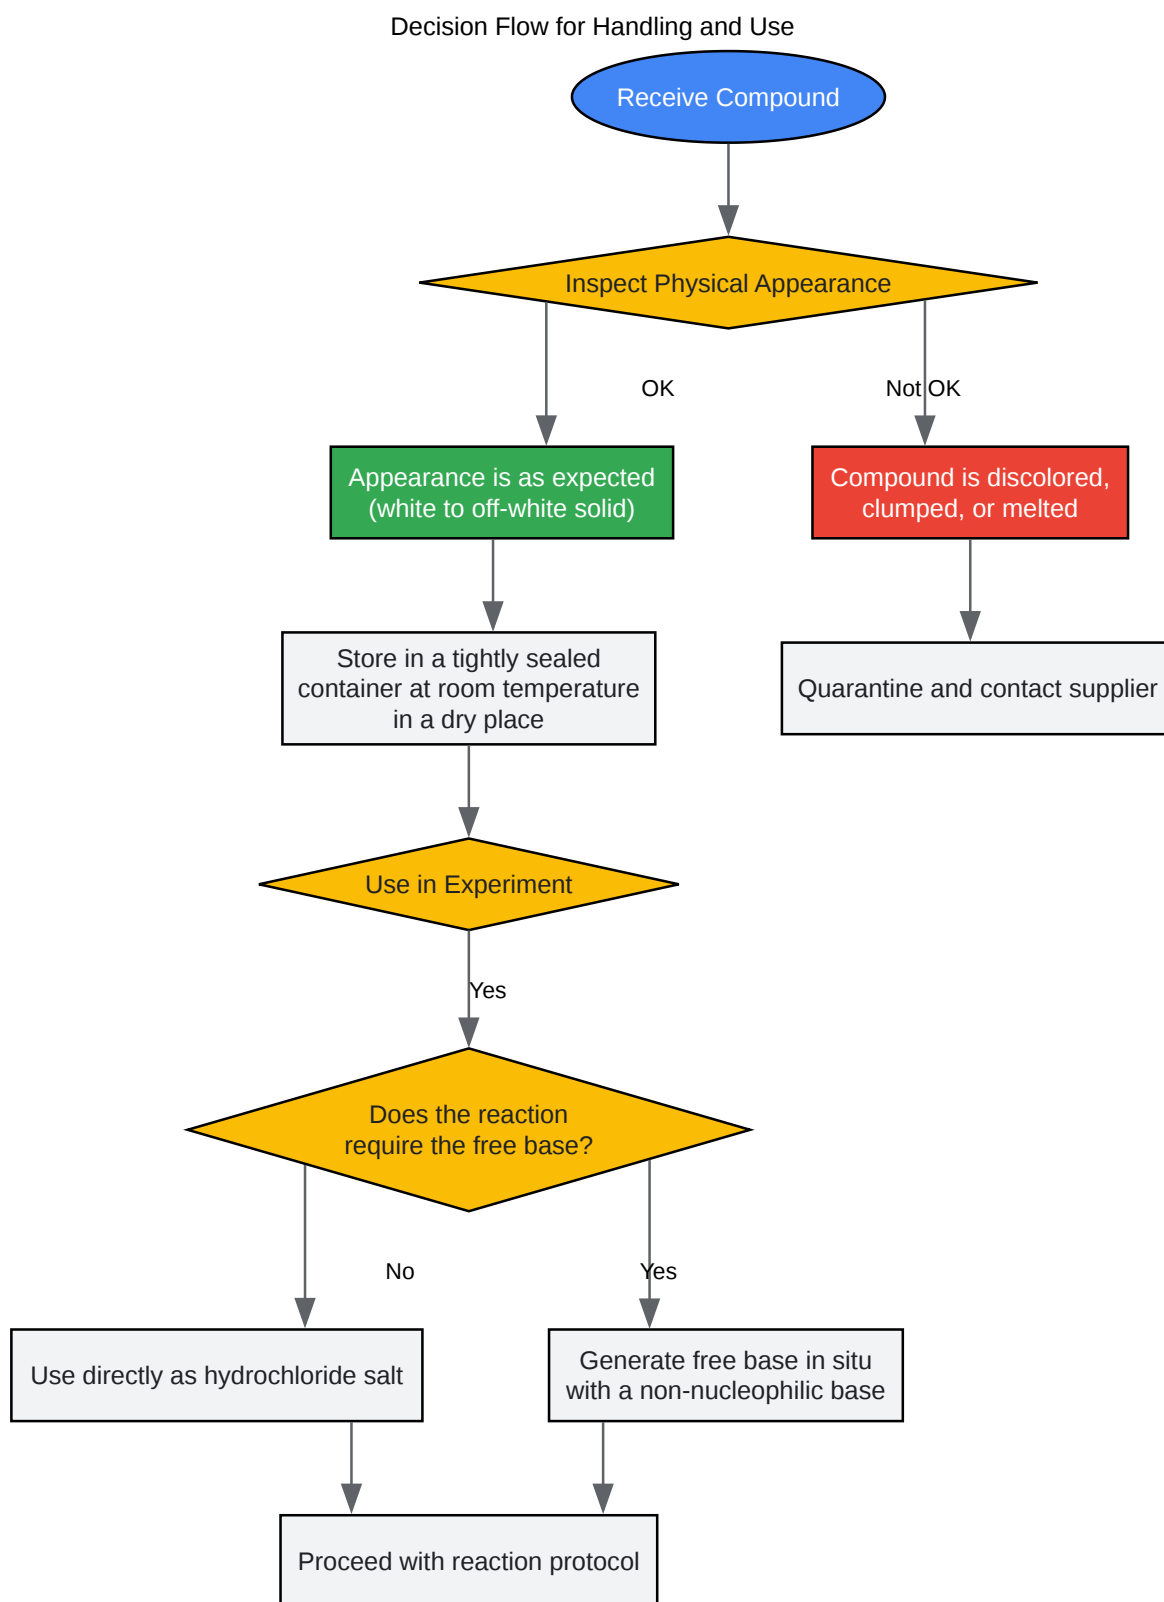 Decision Flow for Handling and Use
Receive Compound
Inspect Physical Appearance
OK
Not OK
Appearance is as expected
(white to off-white solid)
Compound is discolored,
clumped, or melted
Store in a tightly sealed
container at room temperature
in a dry place
Quarantine and contact supplier
Use in Experiment
Yes
Does the reaction
require the free base?
No
Yes
Use directly as hydrochloride salt
Generate free base in situ
with a non-nucleophilic base
Proceed with reaction protocol